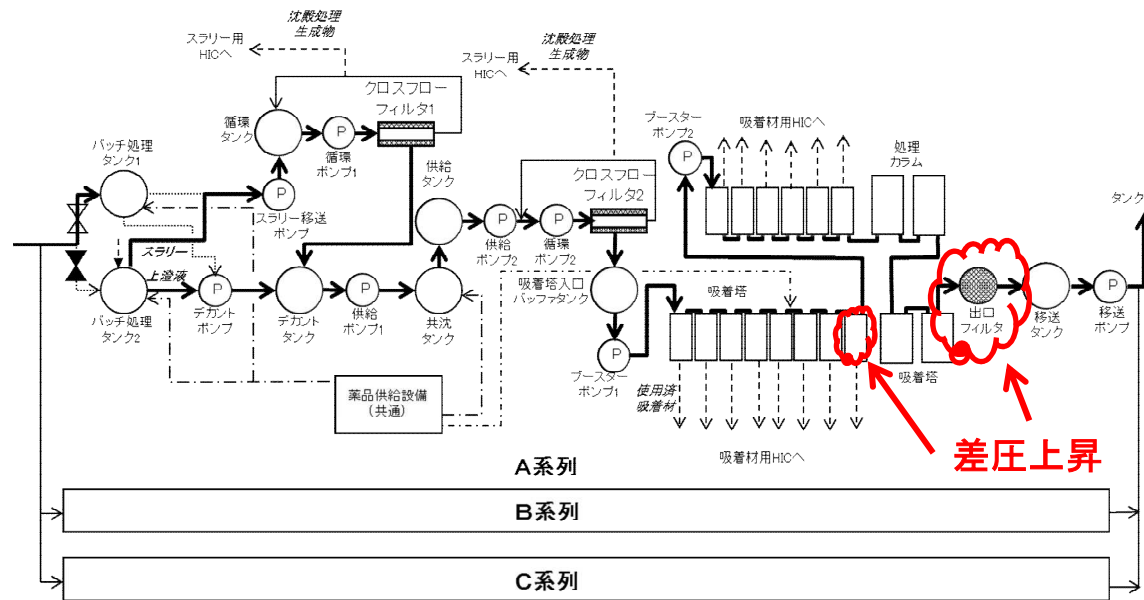 沈殿処理
生成物
スラリー用
HICへ
沈殿処理
生成物
スラリー用
HICへ
クロスフロー
フィルタ1
循環
タンク
P
循環
ポンプ1
バッチ処理
タンク1
P
スラリー移送
ポンプ
供給
タンク
クロスフロー
フィルタ2
P
供給
ポンプ2
P
循環
ポンプ2
ブースター
ポンプ2
P
吸着材用HICへ
処理
カラム
タンクへ
スラリー
上澄液
バッチ処理
タンク2
P
デカント
ポンプ
デカント
タンク
P
供給
ポンプ1
共沈
タンク
吸着塔入口
バッファタンク
P
ブースター
ポンプ1
吸着塔
吸着塔
出口
フィルタ
移送
タンク
P
移送
ポンプ
使用済
吸着材
薬品供給設備
(共通)
吸着材用HICへ
差圧上昇
A系列
B系列
C系列